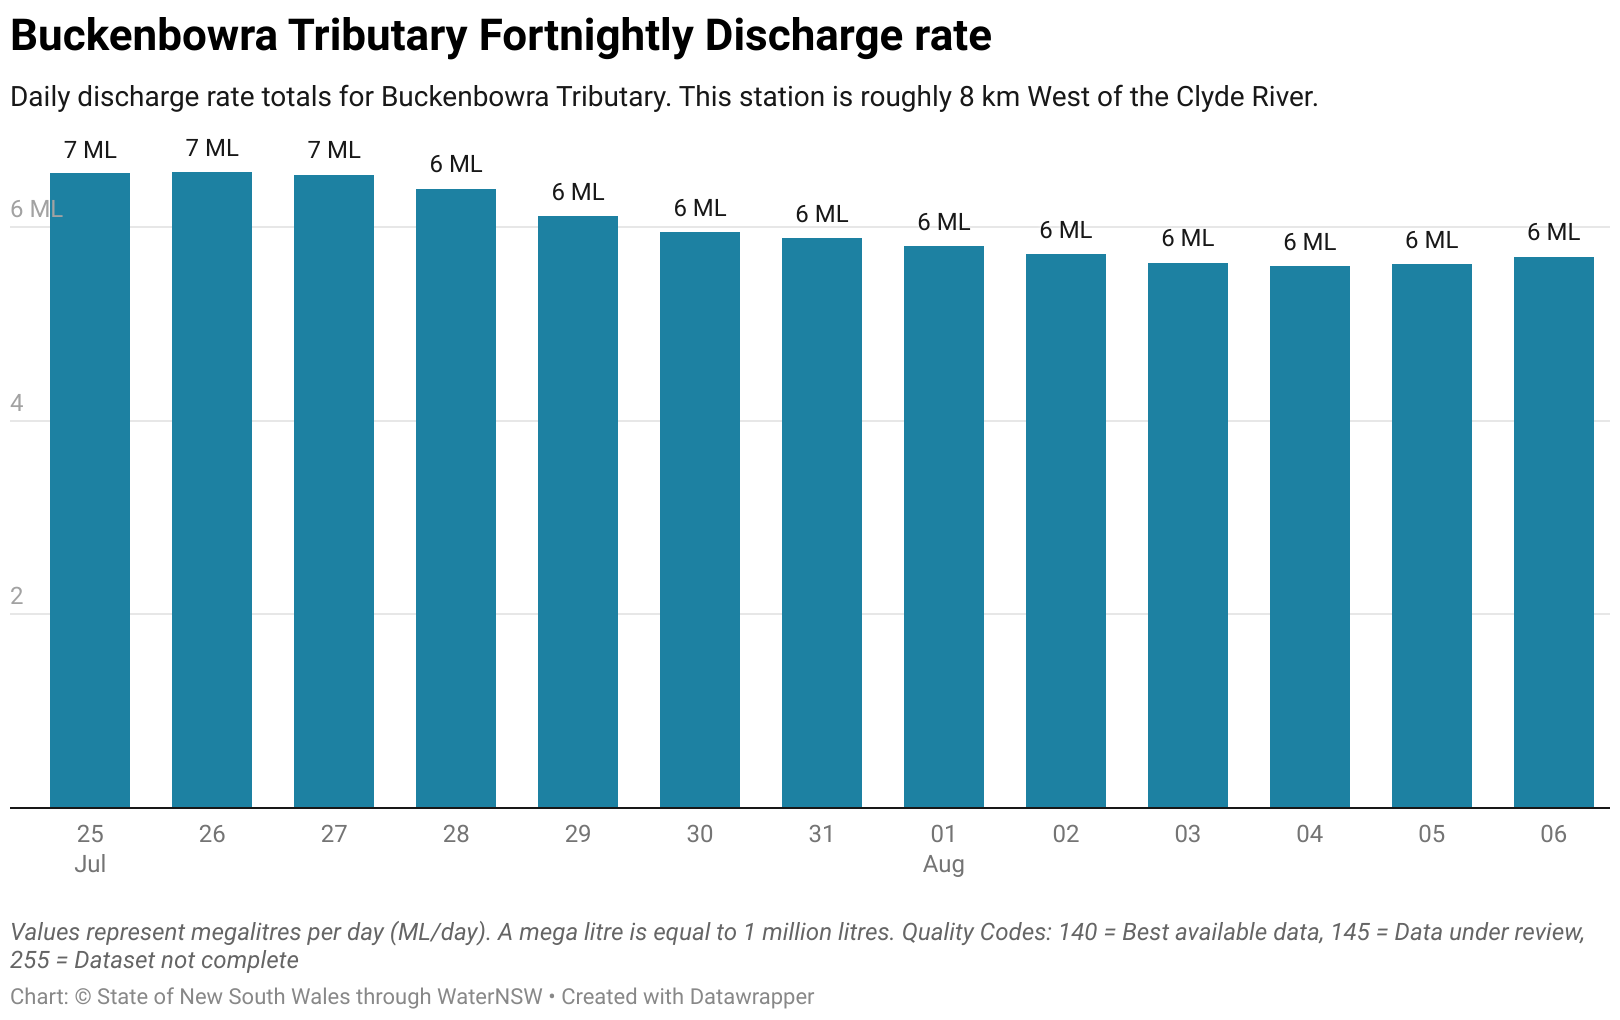 Buckenbowra Tributary Fortnightly Discharge rate
Daily discharge rate totals for Buckenbowra Tributary. This station is roughly 8 km West of the Clyde River.
7 ML 7 ML 7 ML 6 ML 6 ML 6 ML 6 ML 6 ML 6 ML 6 ML 6 ML 6 ML 6 ML
6 ML
4
2
25 26 27 28 29 30 31 01 02 03 04 05 06
Jul Aug
Values represent megalitres per day (ML/day). A mega litre is equal to 1 million litres. Quality Codes: 140 = Best available data, 145 = Data under review,
255 = Dataset not complete
Chart: © State of New South Wales through WaterNSW • Created with Datawrapper